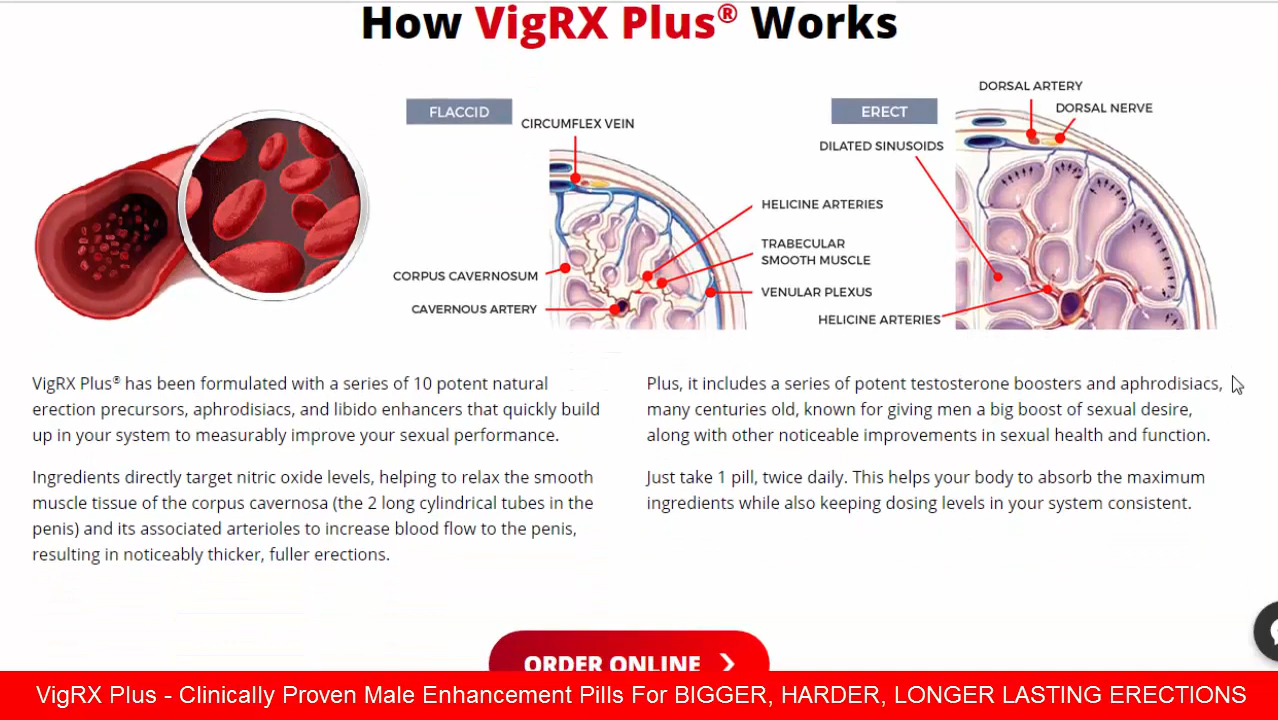 How VigRX Plus® Works
FLACCID
CIRCUMFLEX VEIN
CORPUS CAVERNOSUM
CAVERNOUS ARTERY
HELICINE ARTERIES
TRABECULAR
SMOOTH MUSCLE
VENULAR PLEXUS
ERECT
DORSAL ARTERY
DORSAL NERVE
DILATED SINUSOIDS
HELICINE ARTERIES
VigRX Plus® has been formulated with a series of 10 potent natural
erection precursors, aphrodisiacs, and libido enhancers that quickly build
up in your system to measurably improve your sexual performance.
Ingredients directly target nitric oxide levels, helping to relax the smooth
muscle tissue of the corpus cavernosa (the 2 long cylindrical tubes in the
penis) and its associated arterioles to increase blood flow to the penis,
resulting in noticeably thicker, fuller erections.
Plus, it includes a series of potent testosterone boosters and aphrodisiacs,
many centuries old, known for giving men a big boost of sexual desire,
along with other noticeable improvements in sexual health and function.
Just take 1 pill, twice daily. This helps your body to absorb the maximum
ingredients while also keeping dosing levels in your system consistent.
ORDER ONLINE
VigRX Plus - Clinically Proven Male Enhancement Pills For BIGGER, HARDER, LONGER LASTING ERECTIONS